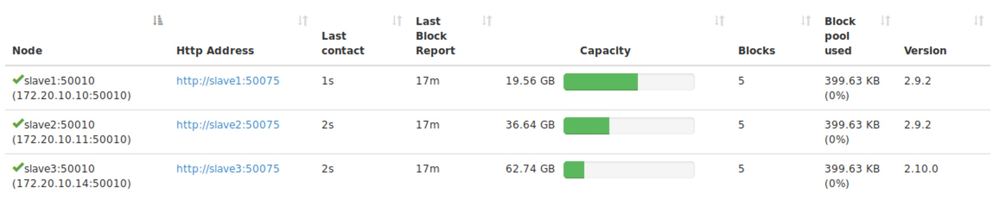 Node Http Address Last contact Last Block Report Capacity Blocks Block pool used Version
slave1:50010 http://slave1:50075 1s 17m 19.56 GB 5 399.63 KB 2.9.2
(172.20.10.10:50010) (0%)
slave2:50010 http://slave2:50075 2s 17m 36.64 GB 5 399.63 KB 2.9.2
(172.20.10.11:50010) (0%)
slave3:50010 http://slave3:50075 2s 17m 62.74 GB 5 399.63 KB 2.10.0
(172.20.10.14:50010) (0%)